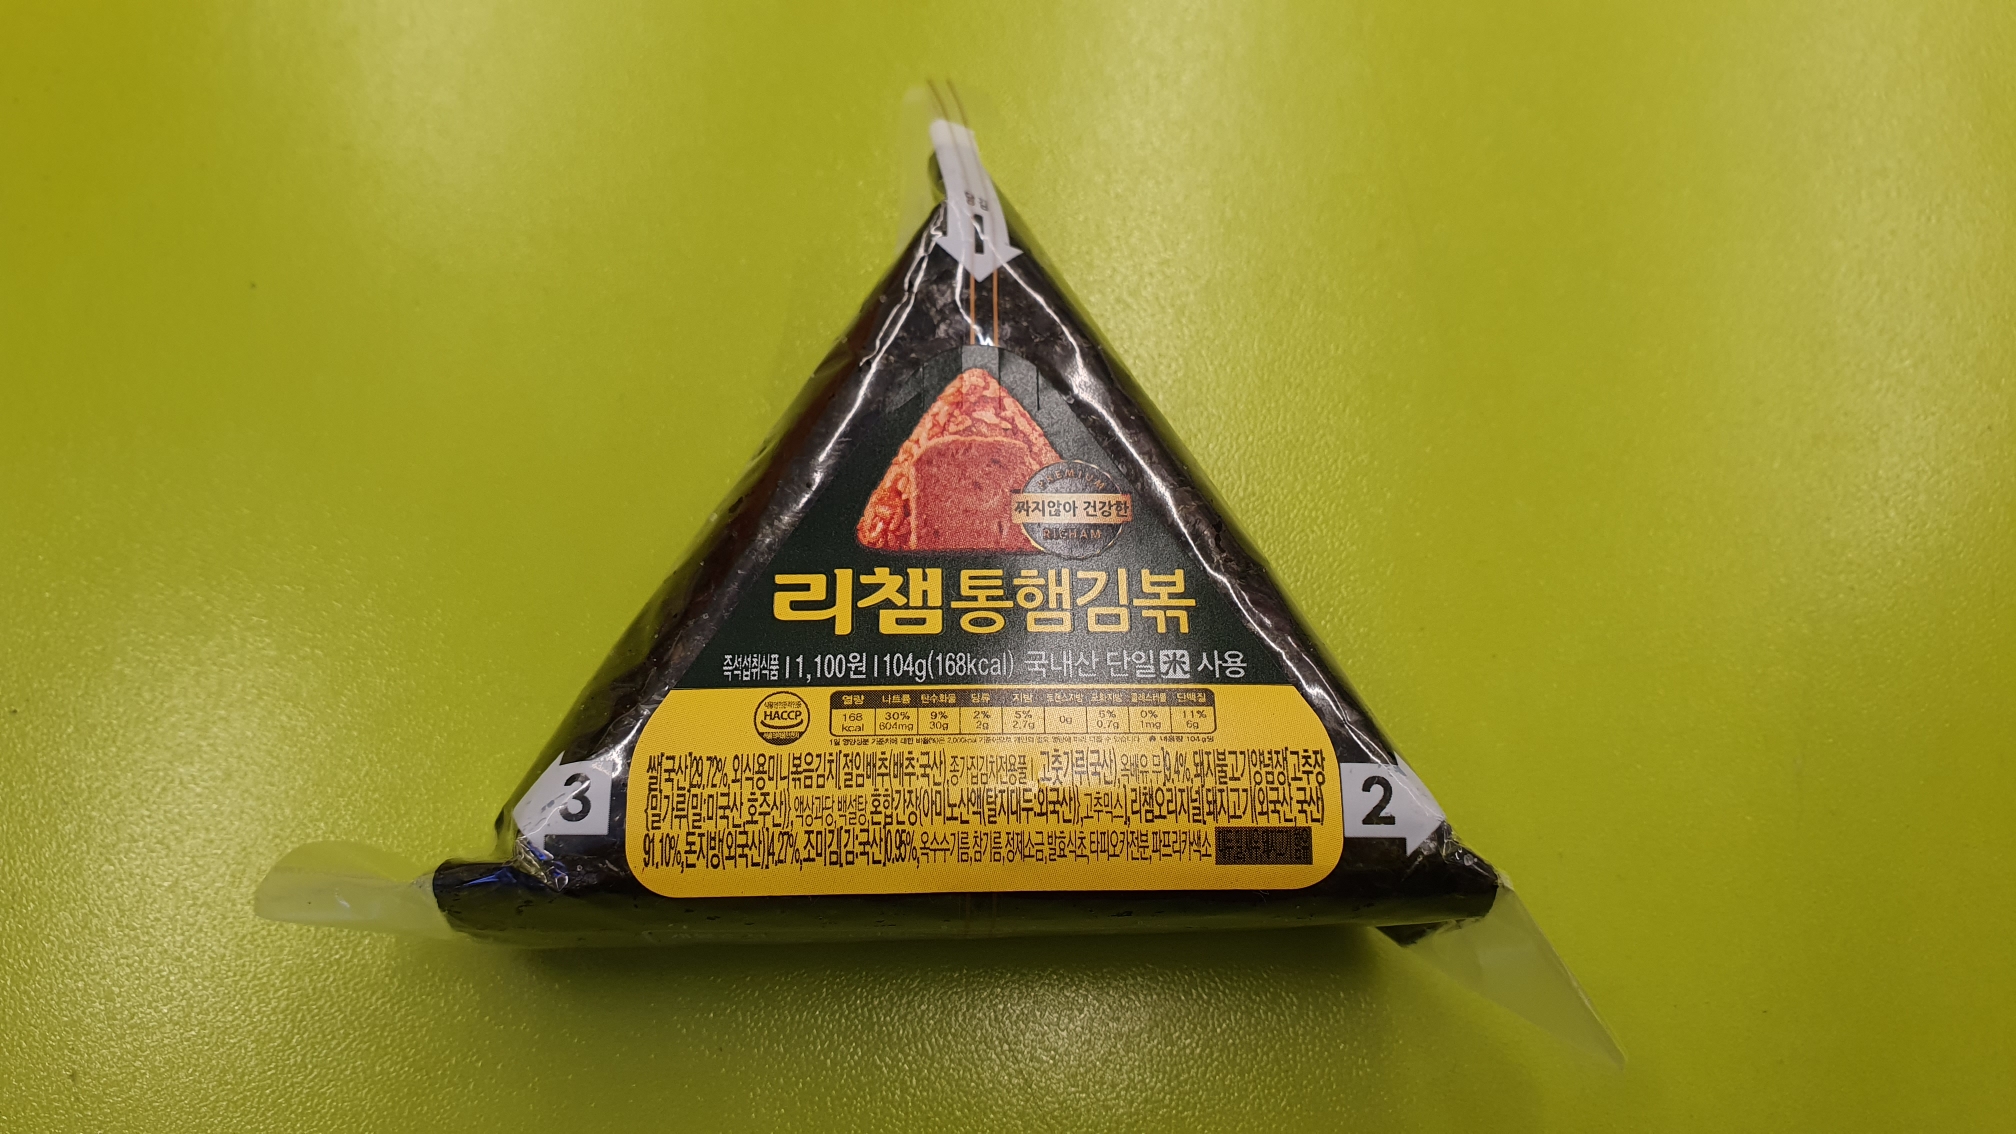 1
PREMIUM
짜지않아 건강한
RICHAM
리챔통햄김볶
즉석섭취식품 | 1,100원 | 104g(168kcal) 국내산 단일米 사용
HACCP
열량 나트륨 탄수화물 당류 지방 트랜스지방 포화지방 콜레스테롤 단백질
168 kcal 30% 604mg 9% 30g 2% 2g 5% 2.7g 0g 5% 0.7g 0% 1mg 11% 6g
쌀[국산]29.72%, 외식용미니볶음김치[절임배추(배추:국산), 종가집김치전용풀, 고춧가루(국산), 무]9.4%, 돼지불고기양념장[고추장
(밀가루(밀:미국산,호주산)), 액상과당, 백설탕, 혼합간장(아미노산액(탈지대두:외국산)), 고추믹스], 리챔오리지널[돼지고기(외국산,국산)
91.10%, 돈지방(외국산)]4.27%, 조미김[김:국산]0.95%, 옥수수기름, 참기름, 정제소금, 발효식초, 타피오카전분, 파프리카색소
3
2